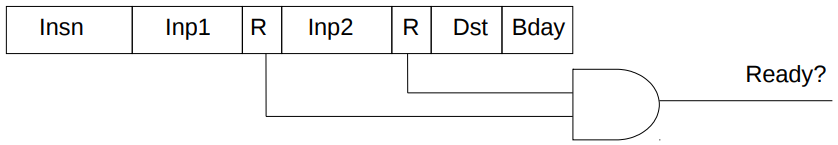 Insn Inp1 R Inp2 R Dst Bday
Ready?